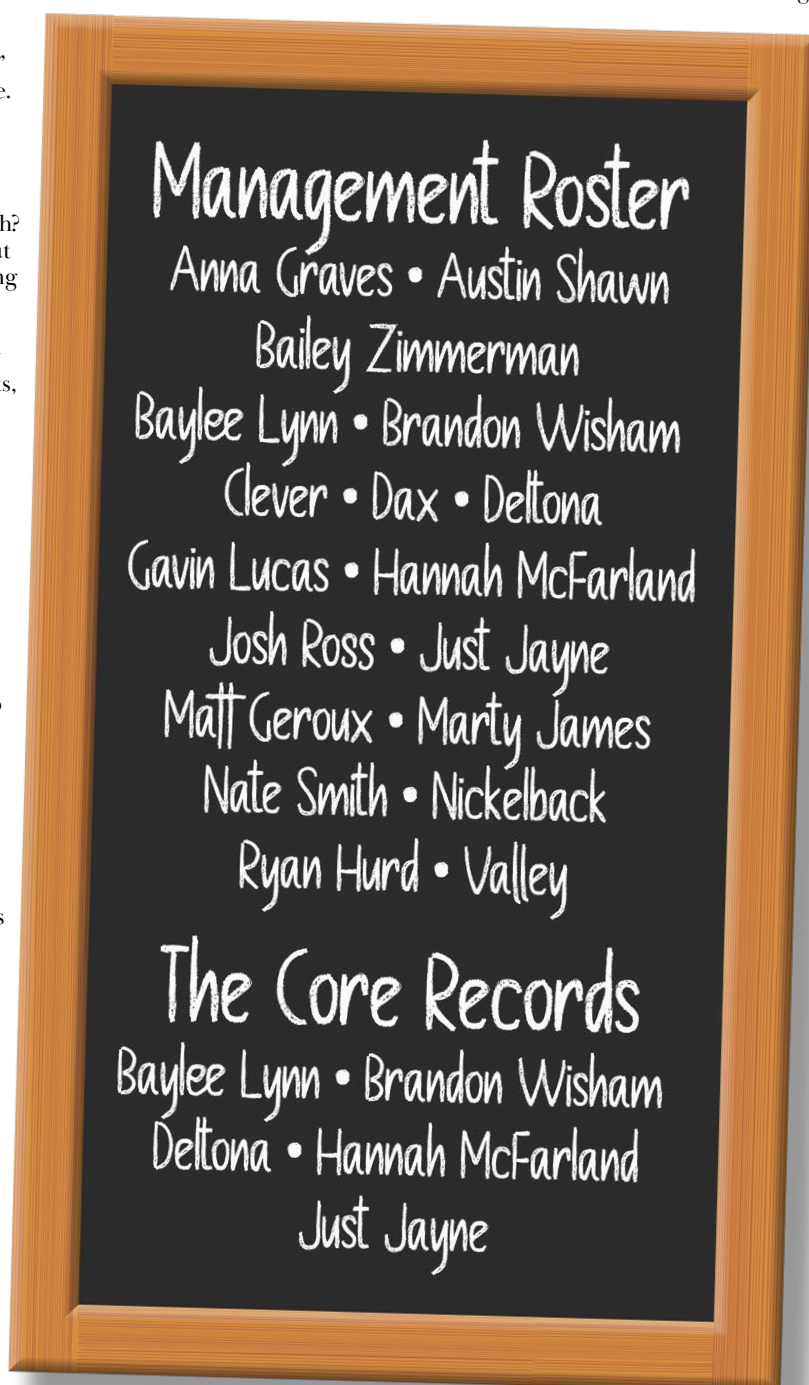 Management Roster
Anna Graves • Austin Shawn
Bailey Zimmerman
Baylee Lynn • Brandon Wisham
Clever • Dax • Deltona
Gavin Lucas • Hannah McFarland
Josh Ross • Just Jayne
Matt Geroux • Marty James
Nate Smith • Nickelback
Ryan Hurd • Valley
The Core Records
Baylee Lynn • Brandon Wisham
Deltona • Hannah McFarland
Just Jayne